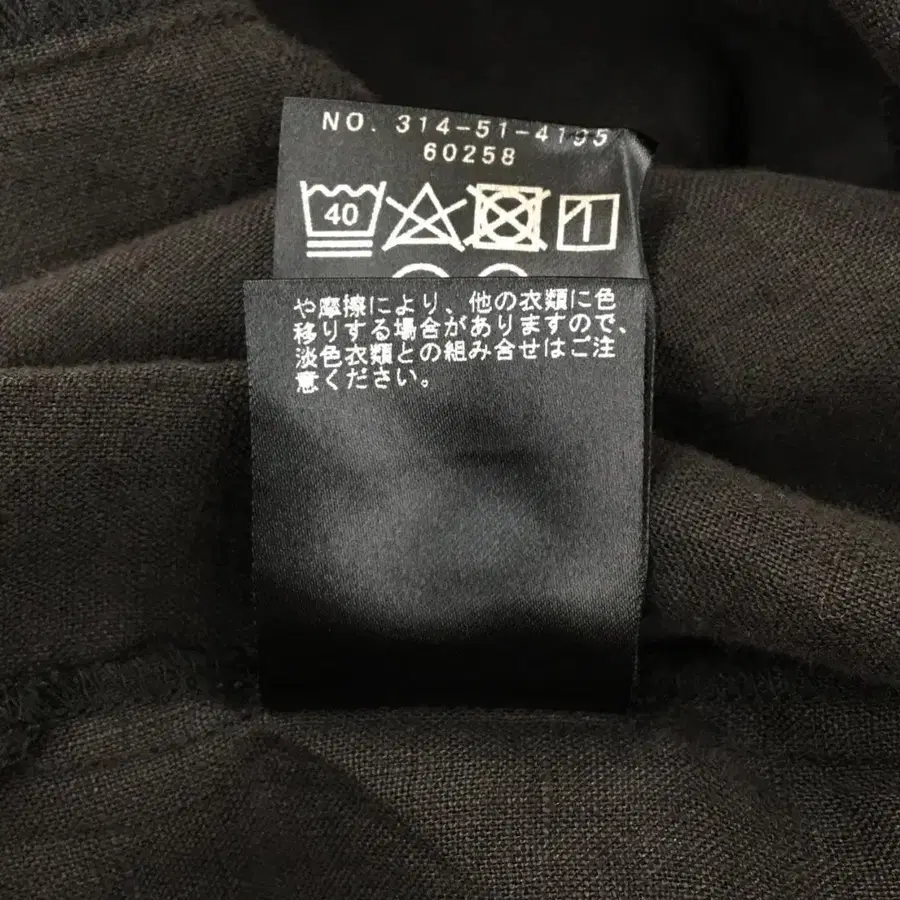 NO. 314-51-4195
60258
40
や摩擦により、他の衣類に色
移りする場合がありますので、
淡色衣類との組み合せはご注
意ください。